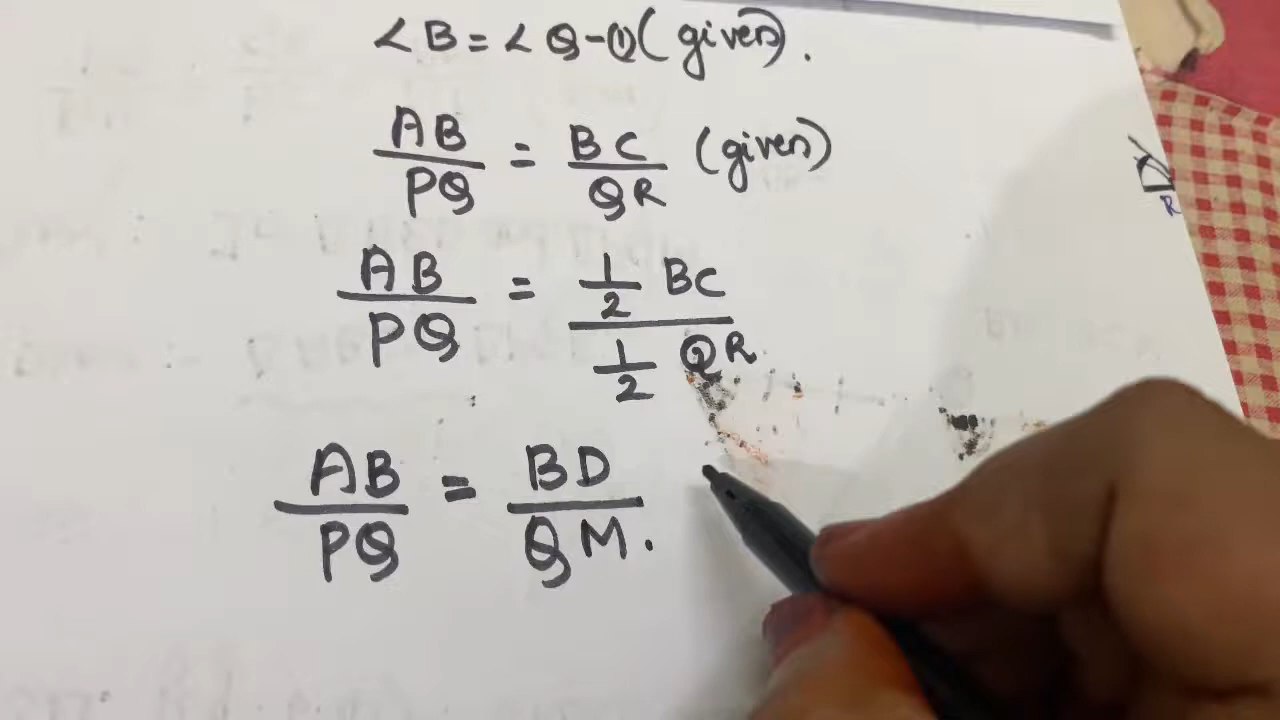 ∠B = ∠Q - ① (given).
AB/PQ = BC/QR (given)
AB/PQ = 1/2 BC / 1/2 QR
AB/PQ = BD/QM.
R